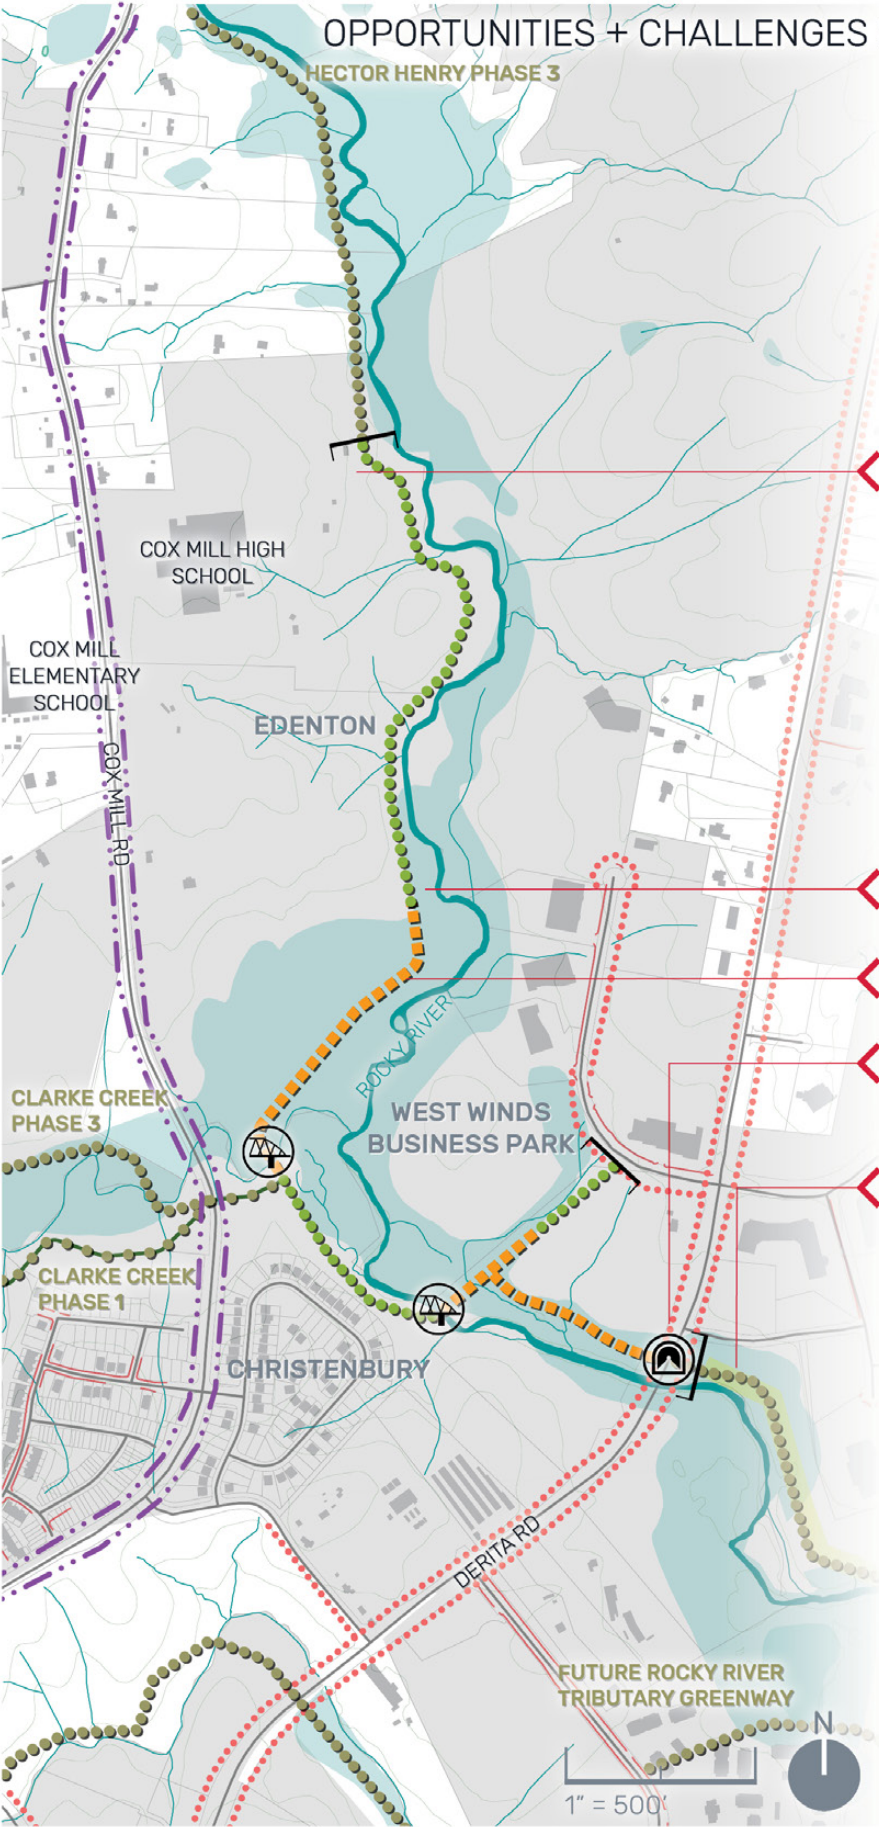 OPPORTUNITIES + CHALLENGES
HECTOR HENRY PHASE 3
COX MILL HIGH
SCHOOL
COX MILL
ELEMENTARY
SCHOOL
EDENTON
COX MILL RD
ROCKY RIVER
CLARKE CREEK
PHASE 3
WEST WINDS
BUSINESS PARK
CLARKE CREEK
PHASE 1
CHRISTENBURY
DERITA RD
FUTURE ROCKY RIVER
TRIBUTARY GREENWAY
N
1" = 500'